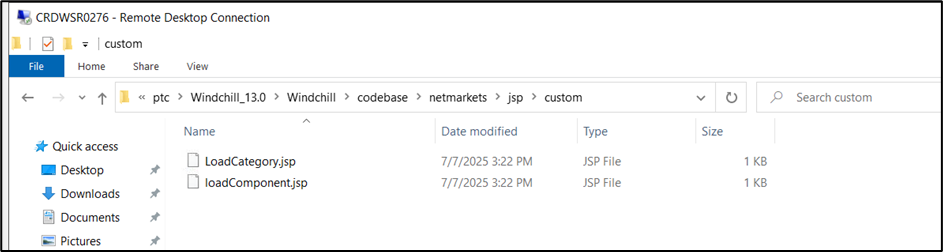 CRDWSR0276 - Remote Desktop Connection
custom
File Home Share View
« ptc > Windchill_13.0 > Windchill > codebase > netmarkets > jsp > custom Search custom
Name Date modified Type Size
Quick access
LoadCategory.jsp 7/7/2025 3:22 PM JSP File 1 KB
Desktop
loadComponent.jsp 7/7/2025 3:22 PM JSP File 1 KB
Downloads
Documents
Pictures